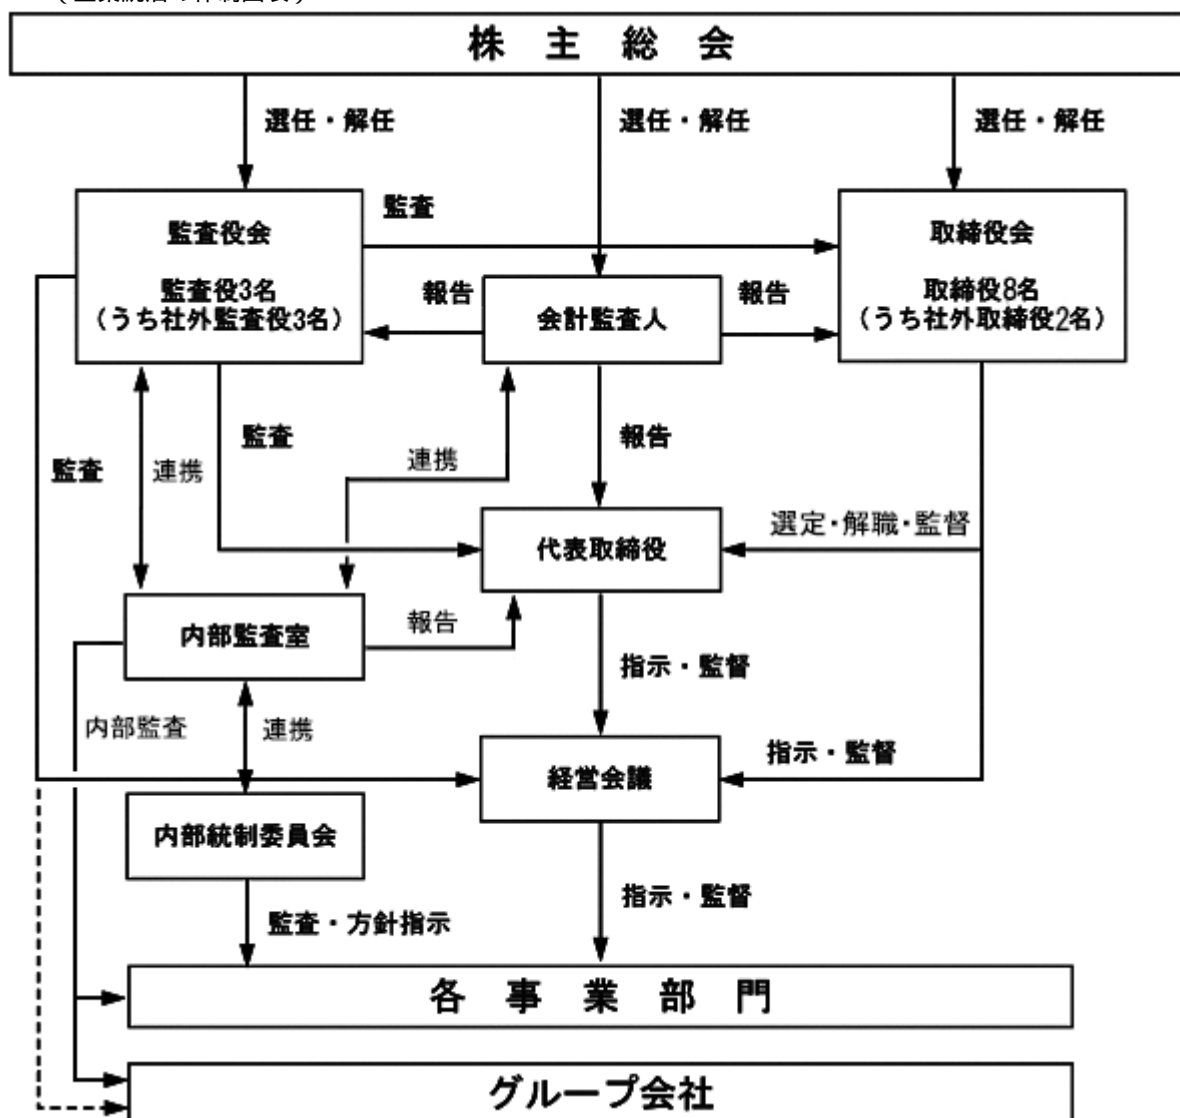 株主総会
選任・解任
選任・解任
選任・解任
監査
監査役会
監査役3名
(うち社外監査役3名)
報告
会計監査人
報告
取締役会
取締役8名
(うち社外取締役2名)
監査
連携
監査
連携
報告
選定・解職・監督
代表取締役
内部監査室
報告
指示・監督
内部監査
連携
経営会議
指示・監督
内部統制委員会
指示・監督
監査・方針指示
各事業部門
グループ会社